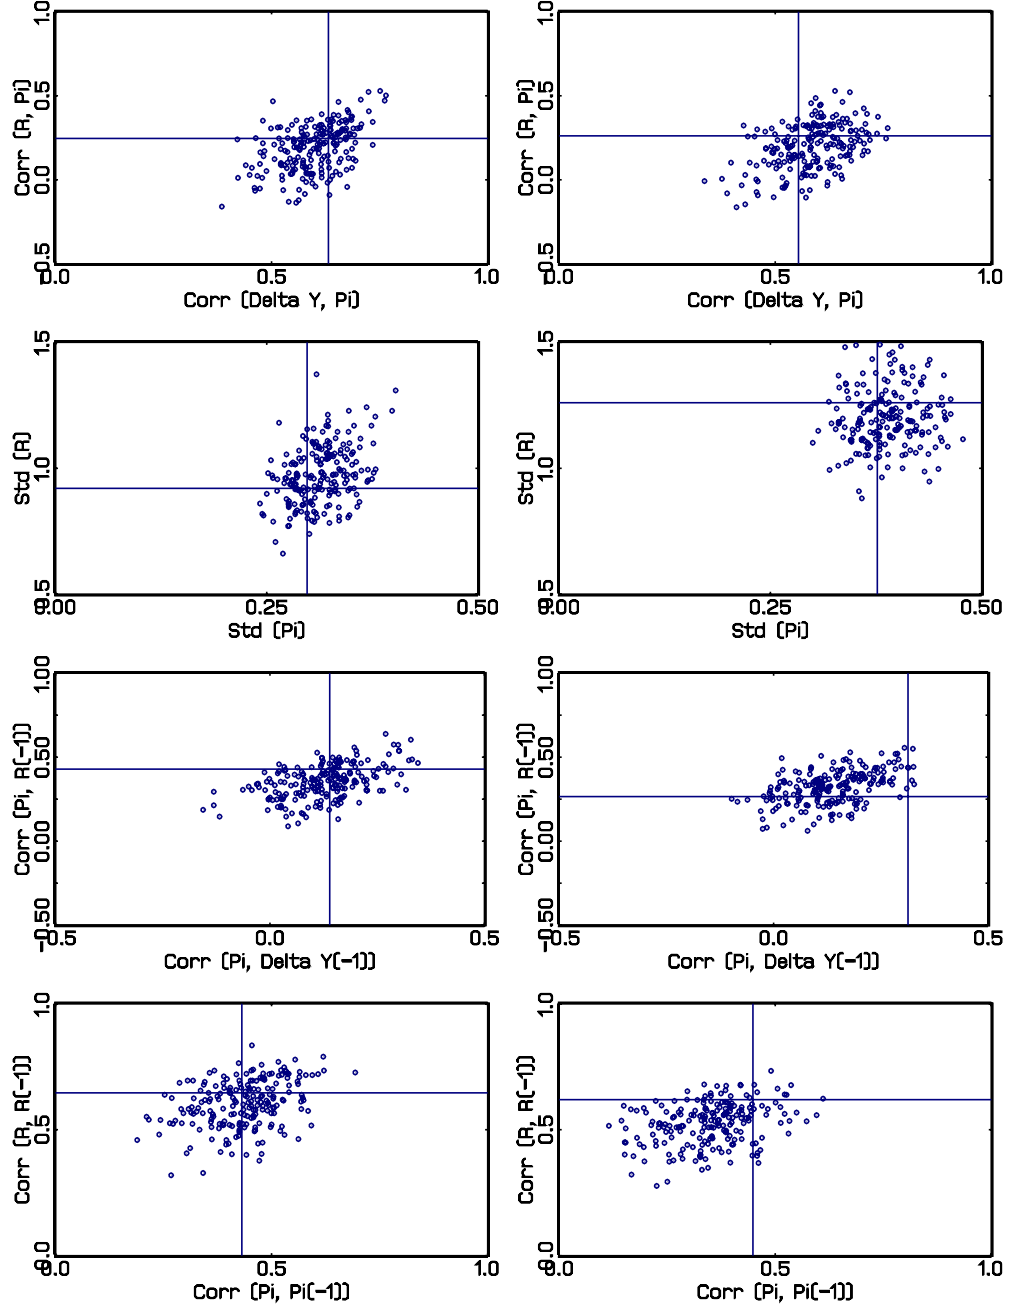 1.0 1.0
Corr (R, Pi) 0.5 Corr (R, Pi) 0.5
0.0 0.0
-0.5 -0.5
0.0 0.5 1.0 0.0 0.5 1.0
Corr (Delta Y, Pi) Corr (Delta Y, Pi)
1.5 1.5
Std (R) 1.0 Std (R) 1.0
0.5 0.5
0.00 0.25 0.50 0.00 0.25 0.50
Std (Pi) Std (Pi)
1.00 1.00
Corr (Pi, R(-1)) 0.50 Corr (Pi, R(-1)) 0.50
0.00 0.00
-0.50 -0.50
-0.5 0.0 0.5 -0.5 0.0 0.5
Corr (Pi, Delta Y(-1)) Corr (Pi, Delta Y(-1))
1.0 1.0
Corr (R, R(-1)) 0.5 Corr (R, R(-1)) 0.5
0.0 0.0
0.0 0.5 1.0 0.0 0.5 1.0
Corr (Pi, Pi(-1)) Corr (Pi, Pi(-1))